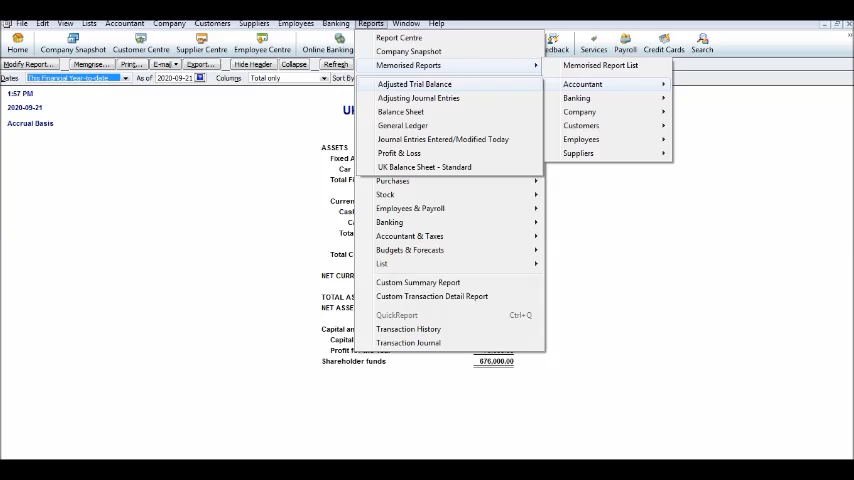 File Edit View Lists Accountant Company Customers Suppliers Employees Banking Reports Window Help
Home Company Snapshot Customer Centre Supplier Centre Employee Centre Online Banking edback Services Payroll Credit Cards Search
Modify Report... Memorise... Print... E-mail Export... Hide Header Collapse Refresh
Dates This Financial Year-to-date As of 2020-09-21 Columns Total only Sort By
1:57 PM
2020-09-21
Accrual Basis
Report Centre
Company Snapshot
Memorised Reports
Memorised Report List
Accountant
Banking
Company
Customers
Employees
Suppliers
Adjusted Trial Balance
Adjusting Journal Entries
Balance Sheet
General Ledger
Journal Entries Entered/Modified Today
Profit & Loss
UK Balance Sheet - Standard
Purchases
Stock
Employees & Payroll
Banking
Accountant & Taxes
Budgets & Forecasts
List
Custom Summary Report
Custom Transaction Detail Report
QuickReport Ctrl+Q
Transaction History
Transaction Journal
ASSETS
Fixed A
Car
Total Fi
Curren
Cas
Tota
Total C
NET CURR
TOTAL AS
NET ASSE
Capital an
Capital
Profit f
Shareholder funds 676,000.00